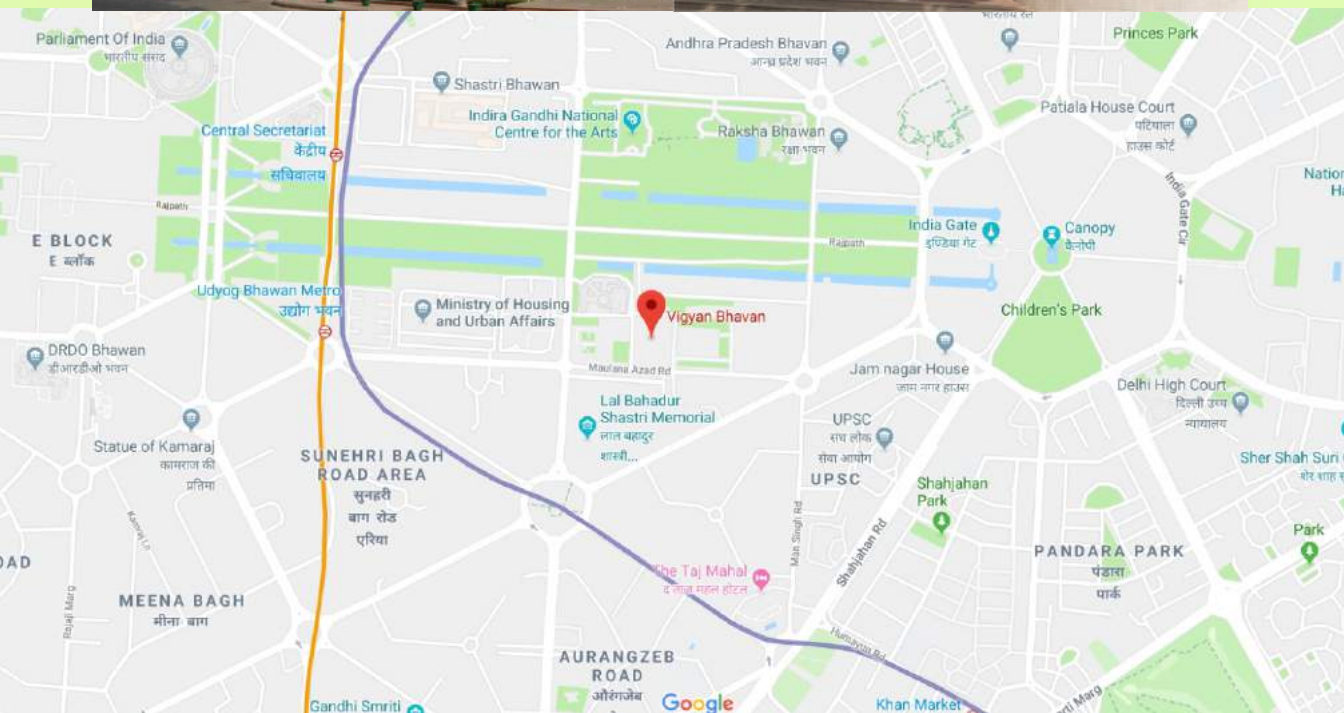 भारतीय रेल
Parliament Of India
भारतीय संसद
Andhra Pradesh Bhavan
आन्ध्र प्रदेश भवन
Princes Park
Shastri Bhawan
Indira Gandhi National
Centre for the Arts
Raksha Bhawan
रक्षा भवन
Patiala House Court
पटियाला
हाउस कोर्ट
Central Secretariat
केंद्रीय
सचिवालय
Rajpath
E BLOCK
E ब्लॉक
India Gate
इण्डिया गेट
Canopy
कैनोपी
India Gate Cir
Rajpath
Udyog Bhawan Metro
उद्योग भवन
Ministry of Housing
and Urban Affairs
Vigyan Bhavan
Children's Park
DRDO Bhawan
डीआरडीओ भवन
Maulana Azad Rd
Jam nagar House
जाम नगर हाउस
Delhi High Court
दिल्ली उच्च
न्यायालय
Statue of Kamaraj
कामराज की
प्रतिमा
Lal Bahadur
Shastri Memorial
लाल बहादुर
शास्त्री...
UPSC
संघ लोक
सेवा आयोग
UPSC
SUNEHRI BAGH
ROAD AREA
सुनहरी
बाग रोड
एरिया
Shahjahan
Park
Sher Shah Suri
Kamraj Ln
Man Singh Rd
Shahjahan Rd
Park
PANDARA PARK
पंडारा
पार्क
The Taj Mahal
द ताज महल होटल
MEENA BAGH
मीना बाग
Rajaji Marg
Humayun Rd
AURANGZEB
ROAD
औरंगजेब
Google
Gandhi Smriti
Khan Market